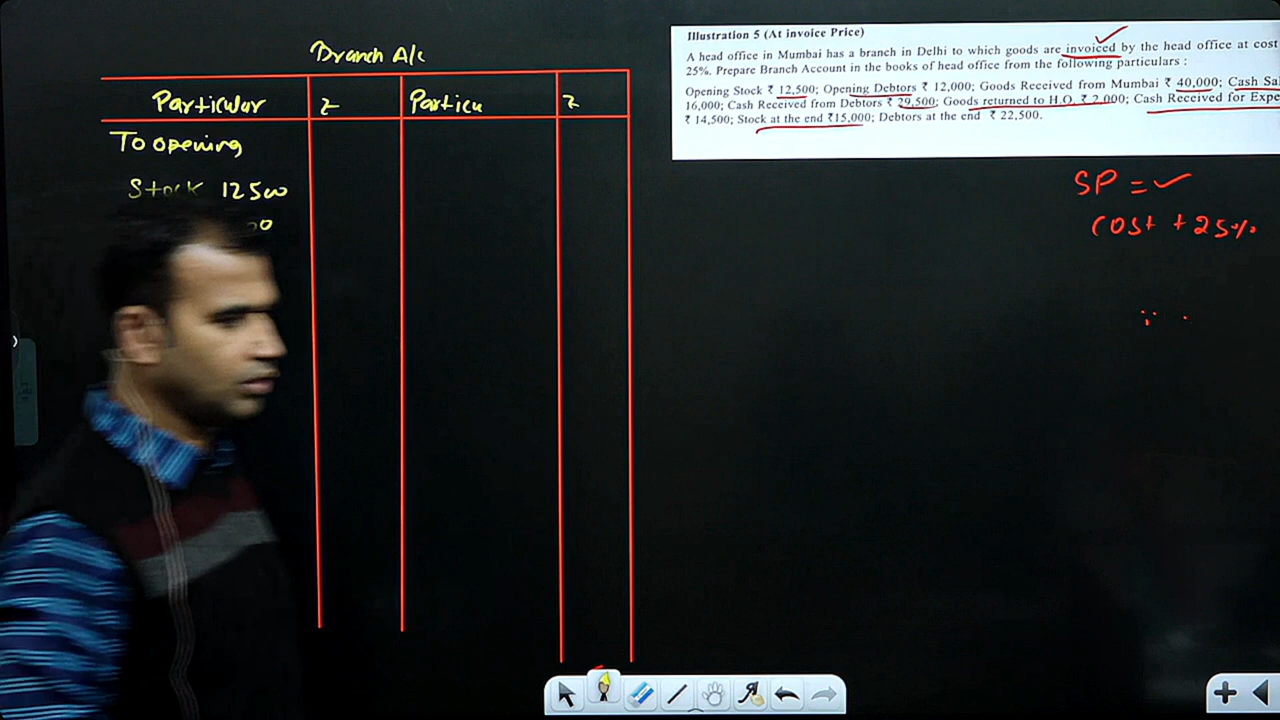 Branch A/c
Particular ₹ Particu ₹
To opening
Stock 12500
Illustration 5 (At invoice Price)
A head office in Mumbai has a branch in Delhi to which goods are invoiced by the head office at cost
25%. Prepare Branch Account in the books of head office from the following particulars :
Opening Stock ₹ 12,500; Opening Debtors ₹ 12,000; Goods Received from Mumbai ₹ 40,000; Cash Sa
16,000; Cash Received from Debtors ₹ 29,500; Goods returned to H.O. ₹ 2,000; Cash Received for Expe
₹ 14,500; Stock at the end ₹15,000; Debtors at the end ₹ 22,500.
SP =
Cost + 25%